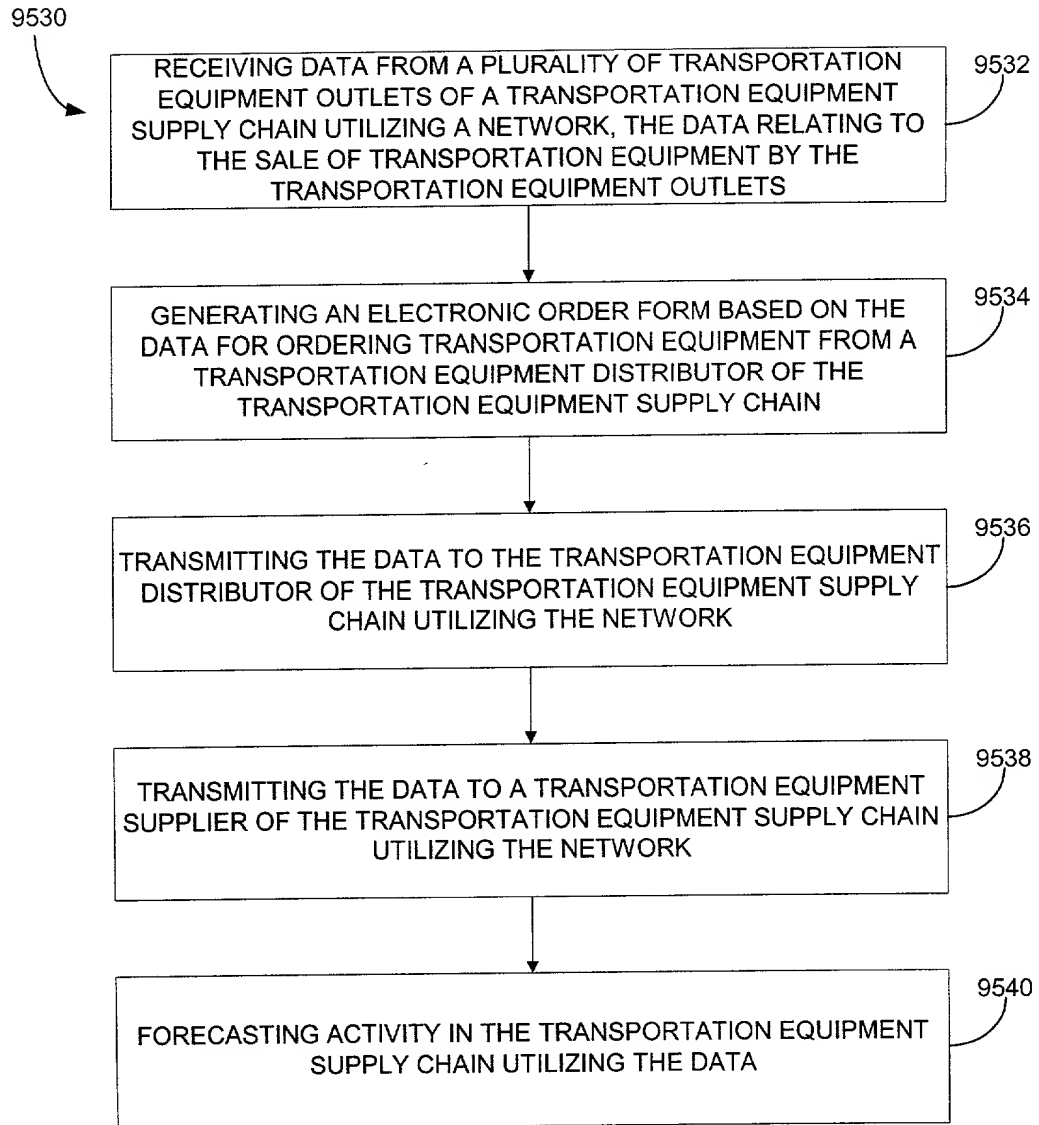 9530
RECEIVING DATA FROM A PLURALITY OF TRANSPORTATION
EQUIPMENT OUTLETS OF A TRANSPORTATION EQUIPMENT
SUPPLY CHAIN UTILIZING A NETWORK, THE DATA RELATING TO
THE SALE OF TRANSPORTATION EQUIPMENT BY THE
TRANSPORTATION EQUIPMENT OUTLETS
9532
GENERATING AN ELECTRONIC ORDER FORM BASED ON THE
DATA FOR ORDERING TRANSPORTATION EQUIPMENT FROM A
TRANSPORTATION EQUIPMENT DISTRIBUTOR OF THE
TRANSPORTATION EQUIPMENT SUPPLY CHAIN
9534
TRANSMITTING THE DATA TO THE TRANSPORTATION EQUIPMENT
DISTRIBUTOR OF THE TRANSPORTATION EQUIPMENT SUPPLY
CHAIN UTILIZING THE NETWORK
9536
TRANSMITTING THE DATA TO A TRANSPORTATION EQUIPMENT
SUPPLIER OF THE TRANSPORTATION EQUIPMENT SUPPLY CHAIN
UTILIZING THE NETWORK
9538
FORECASTING ACTIVITY IN THE TRANSPORTATION EQUIPMENT
SUPPLY CHAIN UTILIZING THE DATA
9540